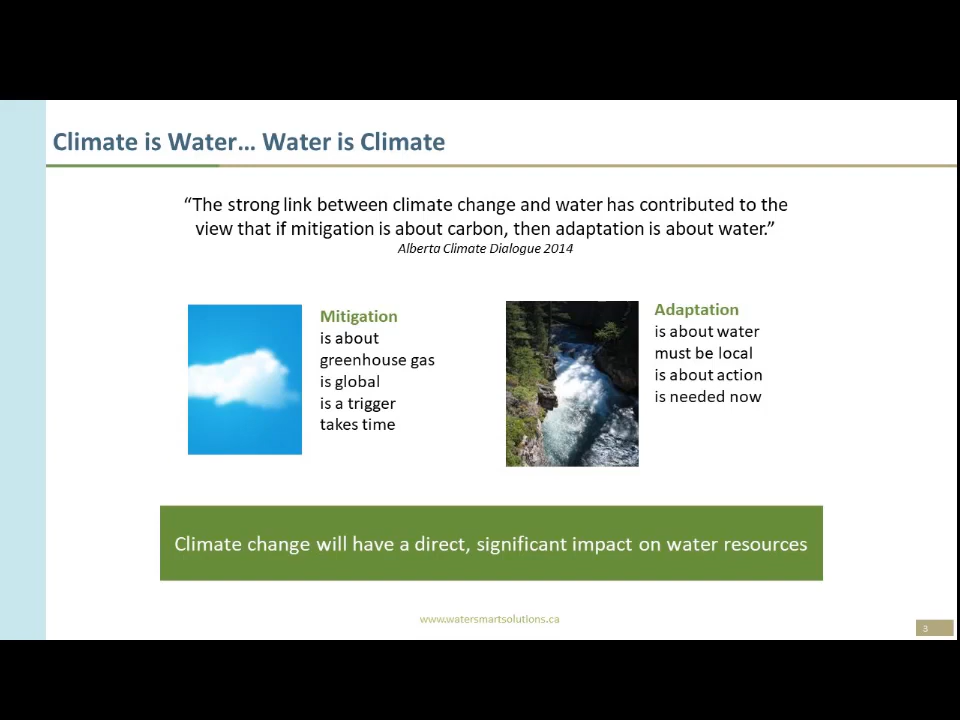 Climate is Water... Water is Climate
“The strong link between climate change and water has contributed to the
view that if mitigation is about carbon, then adaptation is about water.”
Alberta Climate Dialogue 2014
Mitigation
is about
greenhouse gas
is global
is a trigger
takes time
Adaptation
is about water
must be local
is about action
is needed now
Climate change will have a direct, significant impact on water resources
www.watersmartsolutions.ca
3